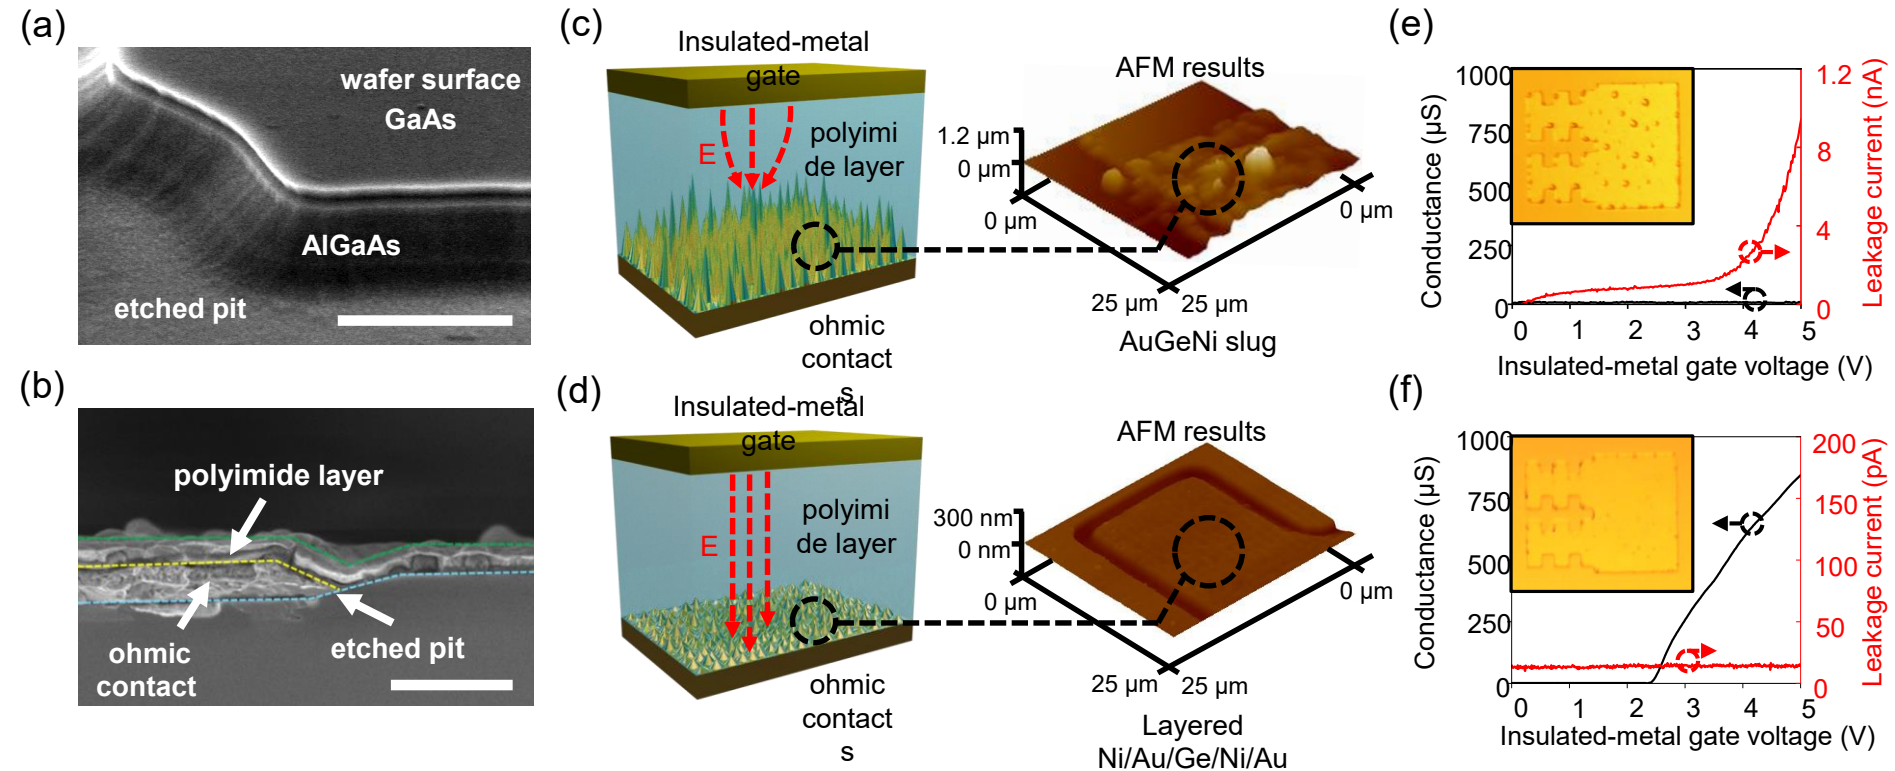 (a)
wafer surface
GaAs
AlGaAs
etched pit
(b)
polyimide layer
ohmic
contact
etched pit
(c)
Insulated-metal
gate
E
polyimi
de layer
ohmic
contact
s
AFM results
1.2 µm
0 µm
0 µm
0 µm
25 µm
25 µm
AuGeNi slug
(d)
Insulated-metal
gate
E
polyimi
de layer
ohmic
contact
s
AFM results
300 nm
0 nm
0 µm
0 µm
25 µm
25 µm
Layered
Ni/Au/Ge/Ni/Au
(e)
Conductance (µS)
1000
750
500
250
0
0 1 2 3 4 5
Insulated-metal gate voltage (V)
1.2
8
4
0
Leakage current (nA)
(f)
Conductance (µS)
1000
750
500
250
0
0 1 2 3 4 5
Insulated-metal gate voltage (V)
200
150
100
50
0
Leakage current (pA)